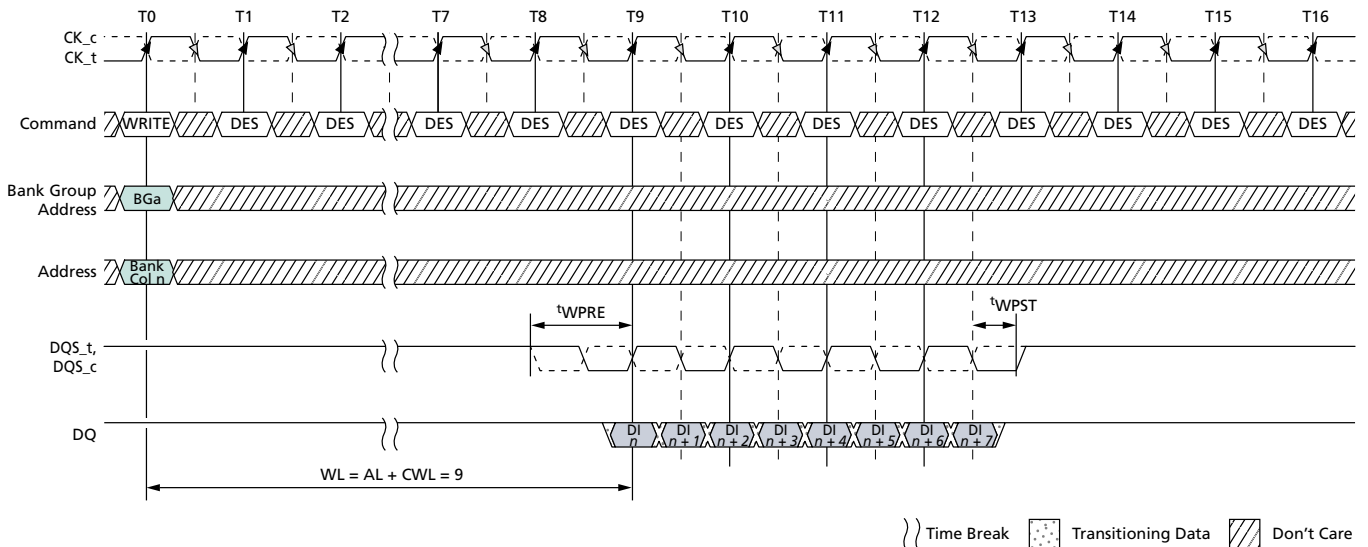 T0 T1 T2 T7 T8 T9 T10 T11 T12 T13 T14 T15 T16
CK_c
CK_t
Command WRITE DES DES DES DES DES DES DES DES DES DES DES DES
Bank Group
Address
BGa
Address
Bank
Col n
tWPRE
tWPST
DQS_t,
DQS_c
DQ
DI
n
DI
n + 1
DI
n + 2
DI
n + 3
DI
n + 4
DI
n + 5
DI
n + 6
DI
n + 7
WL = AL + CWL = 9
Time Break Transitioning Data Don't Care